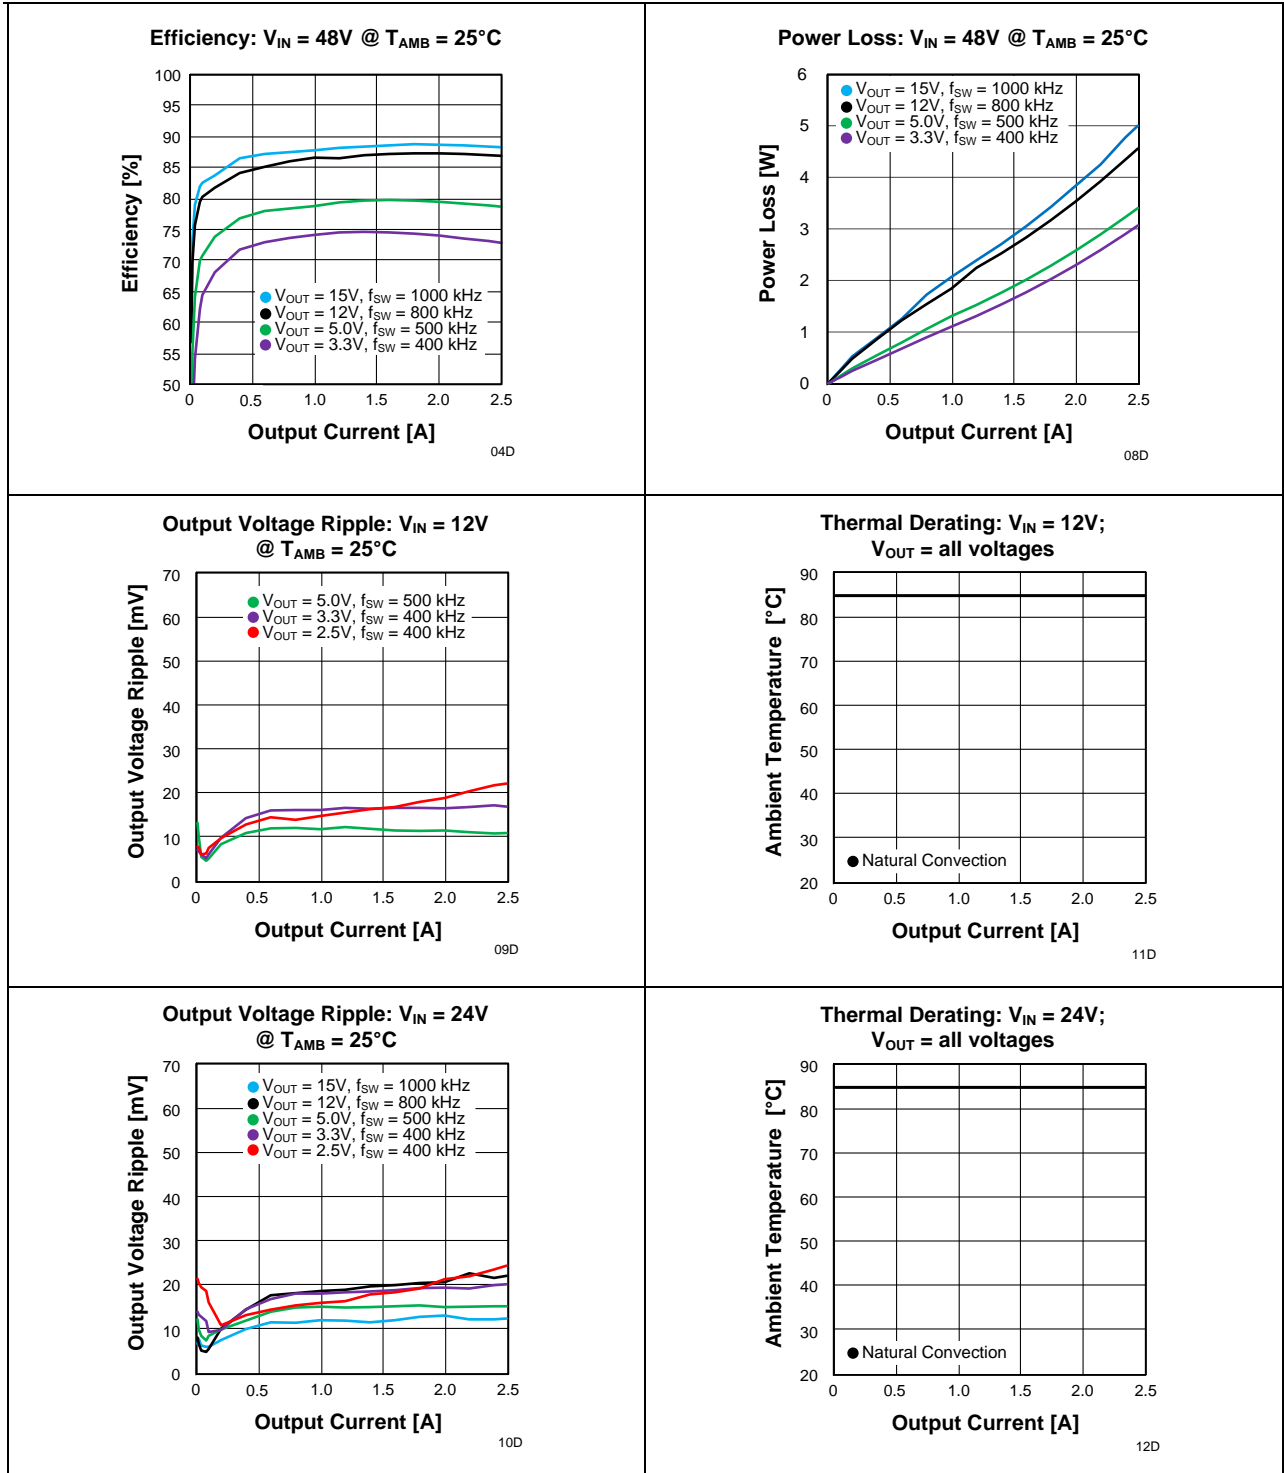 Efficiency: VIN = 48V @ TAMB = 25°C
100
95
90
85
80
75
70
65
60
55
50
Efficiency [%]
VOUT = 15V, fSW = 1000 kHz
VOUT = 12V, fSW = 800 kHz
VOUT = 5.0V, fSW = 500 kHz
VOUT = 3.3V, fSW = 400 kHz
0 0.5 1.0 1.5 2.0 2.5
Output Current [A]
04D
Power Loss: VIN = 48V @ TAMB = 25°C
6
5
4
3
2
1
0
Power Loss [W]
VOUT = 15V, fSW = 1000 kHz
VOUT = 12V, fSW = 800 kHz
VOUT = 5.0V, fSW = 500 kHz
VOUT = 3.3V, fSW = 400 kHz
0 0.5 1.0 1.5 2.0 2.5
Output Current [A]
08D
Output Voltage Ripple: VIN = 12V
@ TAMB = 25°C
70
60
50
40
30
20
10
0
Output Voltage Ripple [mV]
VOUT = 5.0V, fSW = 500 kHz
VOUT = 3.3V, fSW = 400 kHz
VOUT = 2.5V, fSW = 400 kHz
0 0.5 1.0 1.5 2.0 2.5
Output Current [A]
09D
Thermal Derating: VIN = 12V;
VOUT = all voltages
90
80
70
60
50
40
30
20
Ambient Temperature [°C]
Natural Convection
0 0.5 1.0 1.5 2.0 2.5
Output Current [A]
11D
Output Voltage Ripple: VIN = 24V
@ TAMB = 25°C
70
60
50
40
30
20
10
0
Output Voltage Ripple [mV]
VOUT = 15V, fSW = 1000 kHz
VOUT = 12V, fSW = 800 kHz
VOUT = 5.0V, fSW = 500 kHz
VOUT = 3.3V, fSW = 400 kHz
VOUT = 2.5V, fSW = 400 kHz
0 0.5 1.0 1.5 2.0 2.5
Output Current [A]
10D
Thermal Derating: VIN = 24V;
VOUT = all voltages
90
80
70
60
50
40
30
20
Ambient Temperature [°C]
Natural Convection
0 0.5 1.0 1.5 2.0 2.5
Output Current [A]
12D